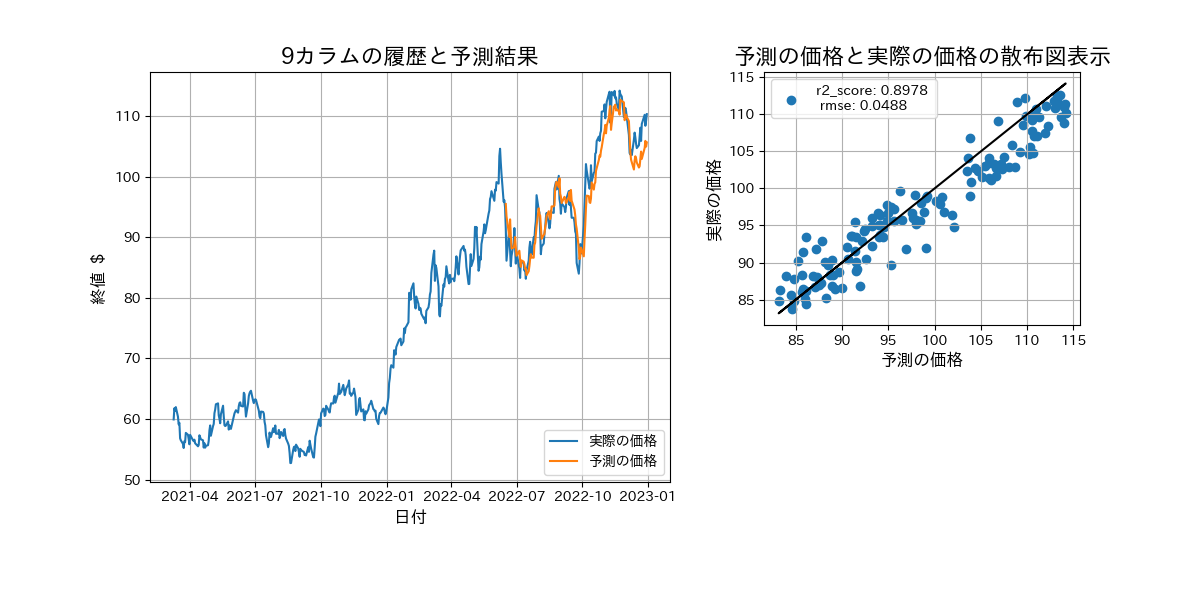 9カラムの履歴と予測結果
終値 $
110
100
90
80
70
60
50
2021-04 2021-07 2021-10 2022-01 2022-04 2022-07 2022-10 2023-01
日付
実際の価格
予測の価格
予測の価格と実際の価格の散布図表示
実際の価格
115
110
105
100
95
90
85
r2_score: 0.8978
rmse: 0.0488
85 90 95 100 105 110 115
予測の価格